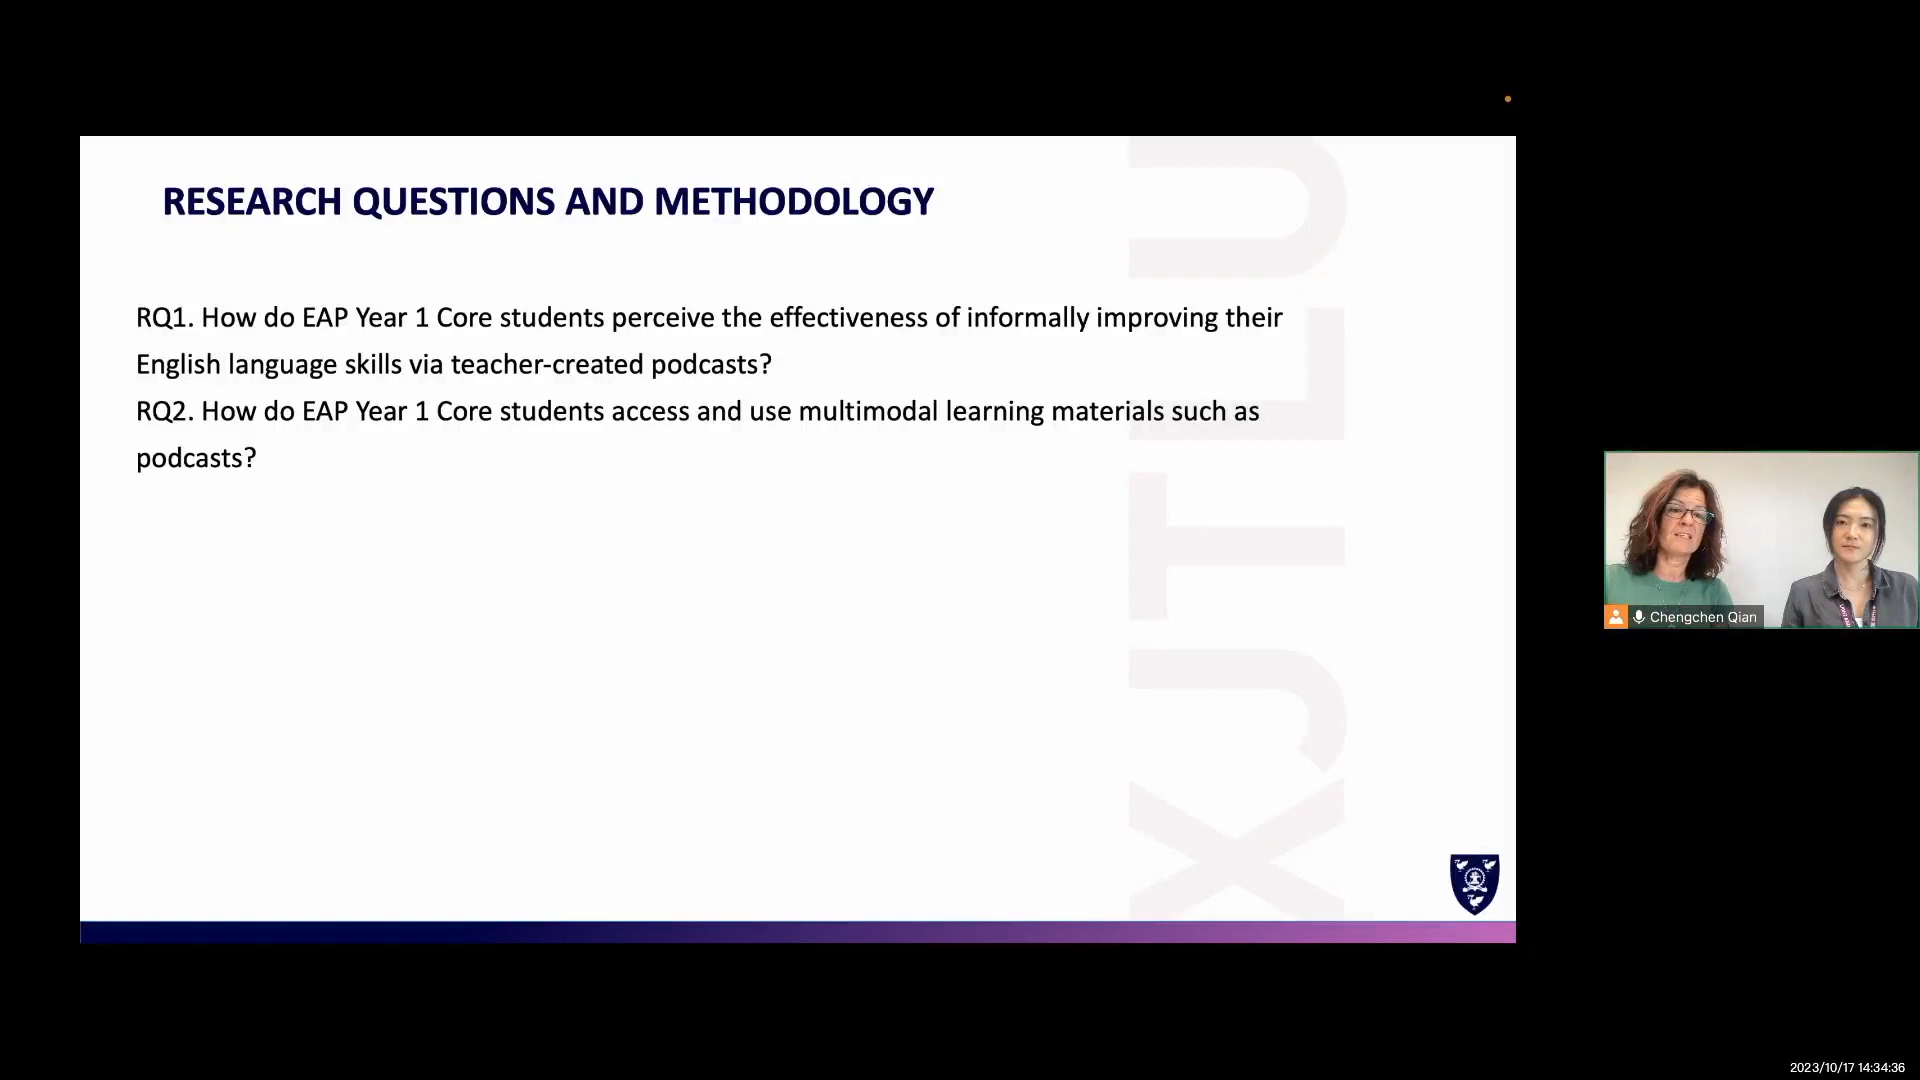 RESEARCH QUESTIONS AND METHODOLOGY
RQ1. How do EAP Year 1 Core students perceive the effectiveness of informally improving their
English language skills via teacher-created podcasts?
RQ2. How do EAP Year 1 Core students access and use multimodal learning materials such as
podcasts?
XJTLU
Chengchen Qian
2023/10/17 14:34:36